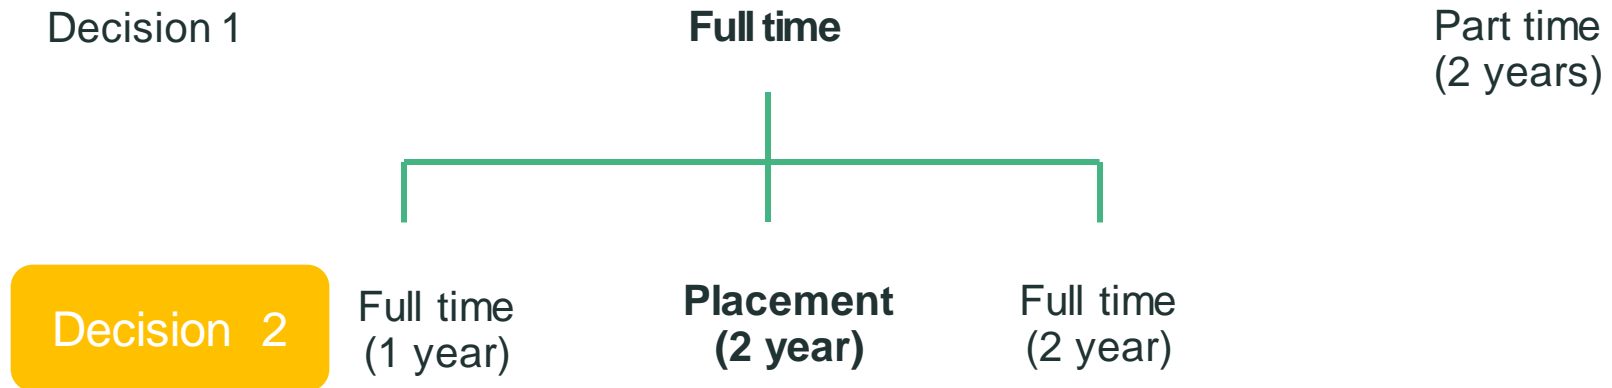 Decision 1
Full time
Part time
(2 years)
Decision 2
Full time
(1 year)
Placement
(2 year)
Full time
(2 year)